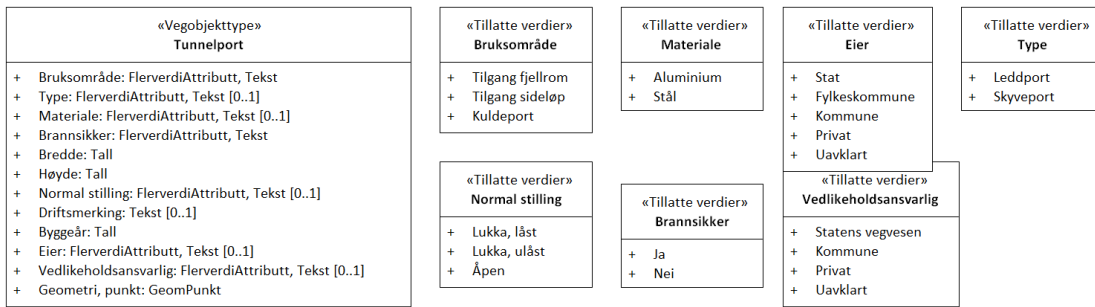 «Vegobjekttype»
Tunnelport
+ Bruksområde: FlerverdiAttributt, Tekst
+ Type: FlerverdiAttributt, Tekst [0..1]
+ Materiale: FlerverdiAttributt, Tekst [0..1]
+ Brannsikker: FlerverdiAttributt, Tekst
+ Bredde: Tall
+ Høyde: Tall
+ Normal stilling: FlerverdiAttributt, Tekst [0..1]
+ Driftsmerking: Tekst [0..1]
+ Byggeår: Tall
+ Eier: FlerverdiAttributt, Tekst [0..1]
+ Vedlikeholdsansvarlig: FlerverdiAttributt, Tekst [0..1]
+ Geometri, punkt: GeomPunkt
«Tillatte verdier»
Bruksområde
+ Tilgang fjellrom
+ Tilgang sideløp
+ Kuldeport
«Tillatte verdier»
Materiale
+ Aluminium
+ Stål
«Tillatte verdier»
Eier
+ Stat
+ Fylkeskommune
+ Kommune
+ Privat
+ Uavklart
«Tillatte verdier»
Type
+ Leddport
+ Skyveport
«Tillatte verdier»
Normal stilling
+ Lukka, låst
+ Lukka, ulåst
+ Åpen
«Tillatte verdier»
Brannsikker
+ Ja
+ Nei
«Tillatte verdier»
Vedlikeholdsansvarlig
+ Statens vegvesen
+ Kommune
+ Privat
+ Uavklart